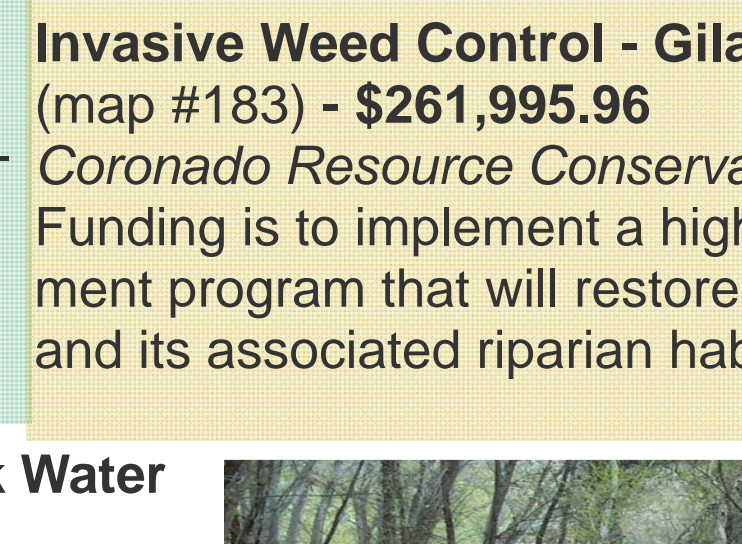 Invasive Weed Control - Gila
(map #183) - $261,995.96
Coronado Resource Conserva
Funding is to implement a high
ment program that will restore
and its associated riparian hab
Water